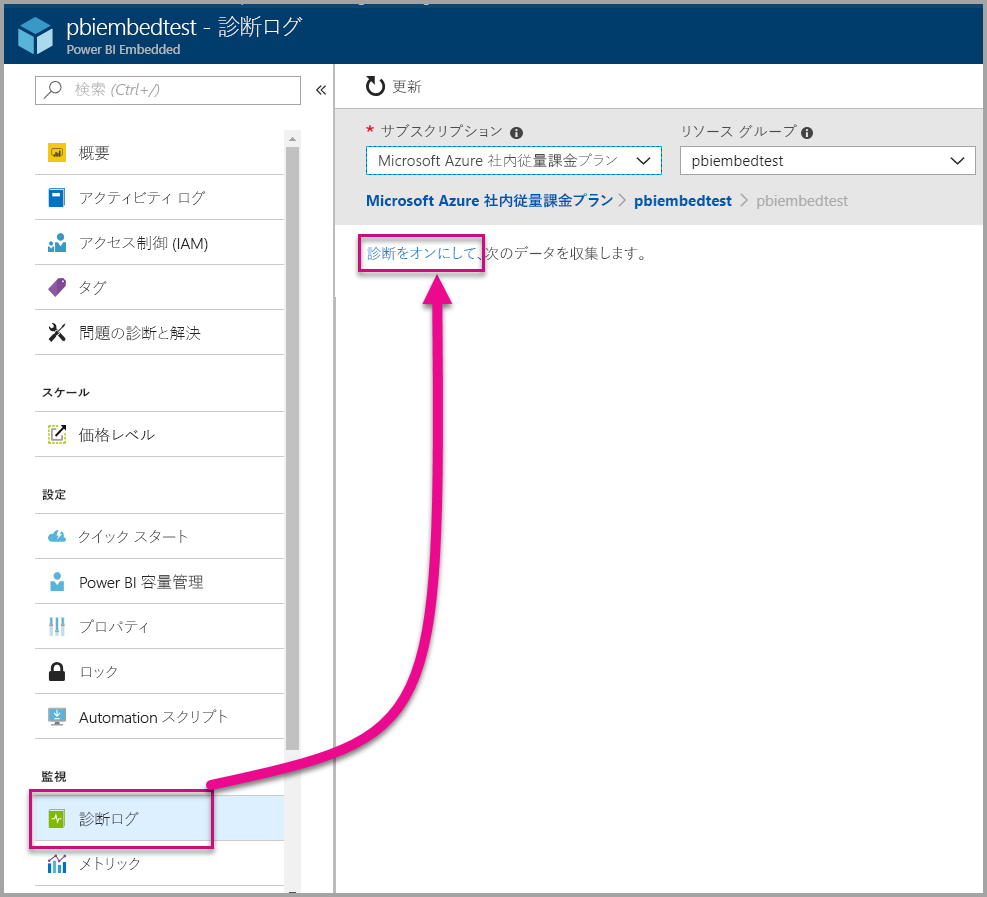 pbiembedtest - 診断ログ
Power BI Embedded
検索 (Ctrl+/)
概要
アクティビティ ログ
アクセス制御 (IAM)
タグ
問題の診断と解決
スケール
価格レベル
設定
クイック スタート
Power BI 容量管理
プロパティ
ロック
Automation スクリプト
監視
診断ログ
メトリック
更新
* サブスクリプション
リソース グループ
Microsoft Azure 社内従量課金プラン
pbiembedtest
Microsoft Azure 社内従量課金プラン > pbiembedtest > pbiembedtest
診断をオンにして、次のデータを収集します。